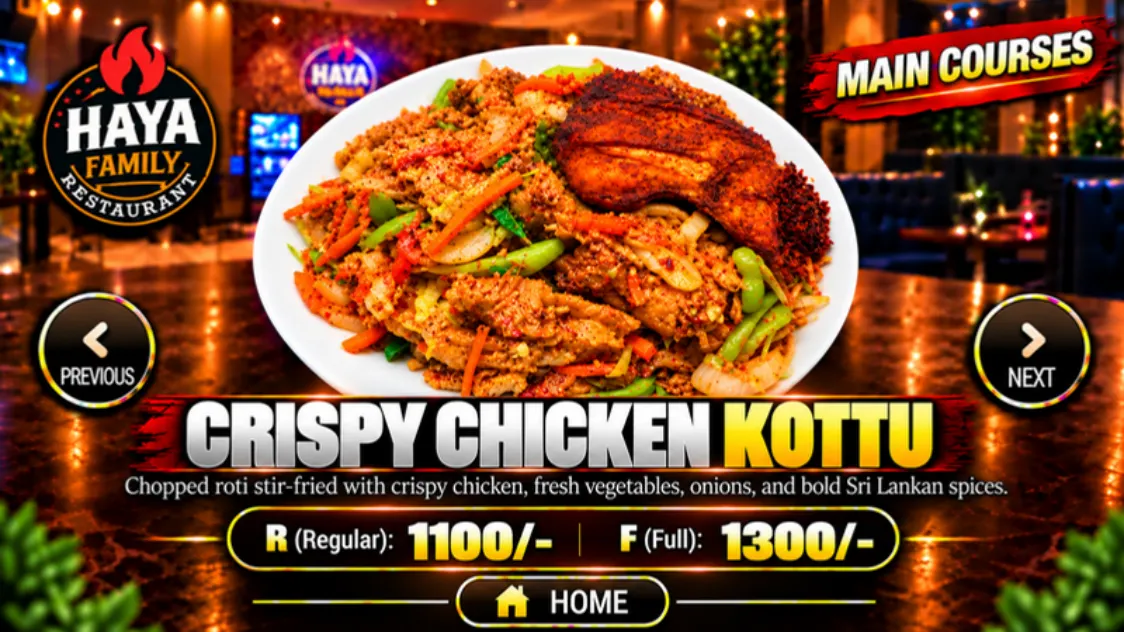 HAYA
FAMILY
RESTAURANT
HAYA
MAIN COURSES
PREVIOUS
NEXT
CRISPY CHICKEN KOTTU
Chopped roti stir-fried with crispy chicken, fresh vegetables, onions, and bold Sri Lankan spices.
R (Regular): 1100/- F (Full): 1300/-
HOME